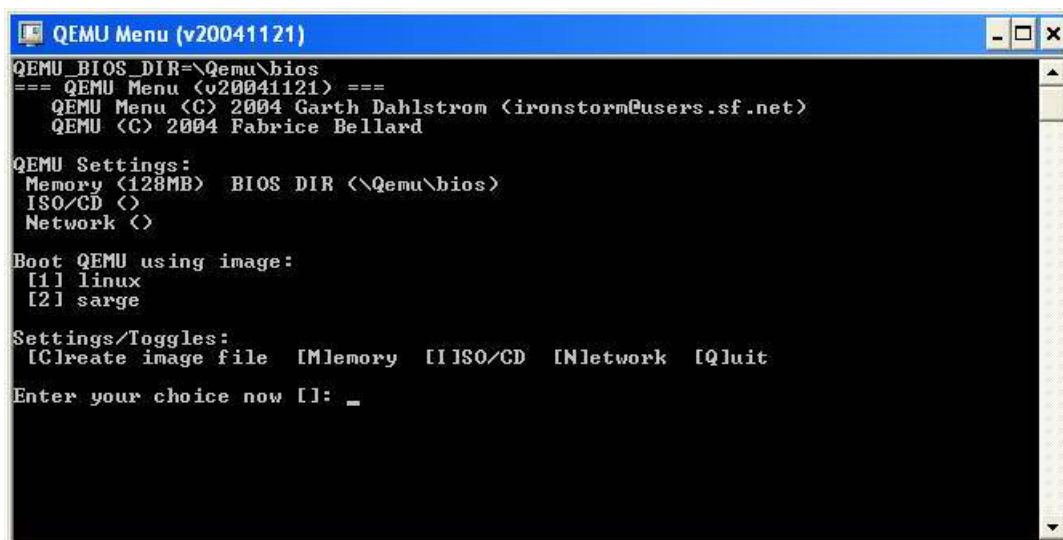 QEMU Menu (v20041121)
QEMU_BIOS_DIR=\Qemu\bios
=== QEMU Menu (v20041121) ===
QEMU Menu (C) 2004 Garth Dahlstrom (ironstorm@users.sf.net)
QEMU (C) 2004 Fabrice Bellard
QEMU Settings:
Memory (128MB)  BIOS DIR (\Qemu\bios)
ISO/CD ()
Network ()
Boot QEMU using image:
[1] linux
[2] sarge
Settings/Toggles:
[C]reate image file  [M]emory  [I]SO/CD  [N]etwork  [Q]uit
Enter your choice now []: _